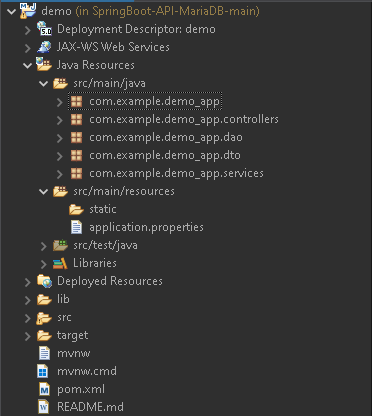 demo (in SpringBoot-API-MariaDB-main)
Deployment Descriptor: demo
JAX-WS Web Services
Java Resources
src/main/java
com.example.demo_app
com.example.demo_app.controllers
com.example.demo_app.dao
com.example.demo_app.dto
com.example.demo_app.services
src/main/resources
static
application.properties
src/test/java
Libraries
Deployed Resources
lib
src
target
mvnw
mvnw.cmd
pom.xml
README.md